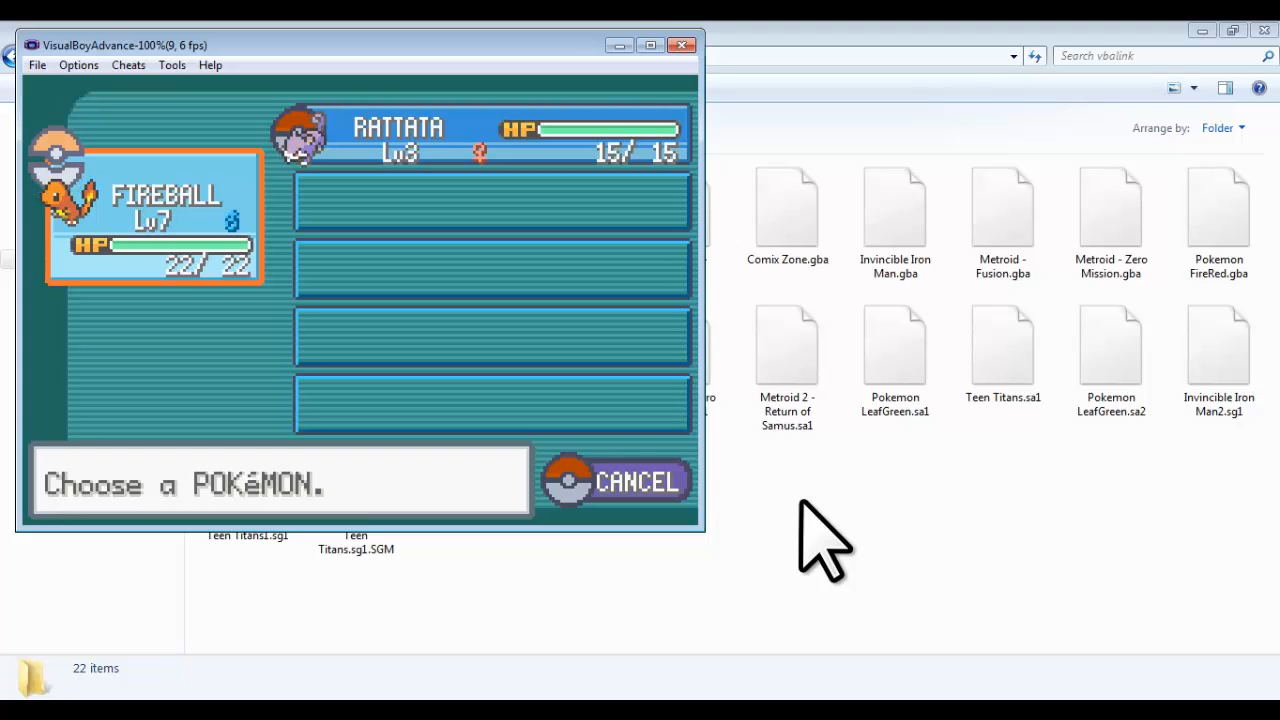 VisualBoyAdvance-100%(9, 6 fps)
File Options Cheats Tools Help
Search vbalink
Arrange by: Folder
RATTATA
HP
Lv3
15/ 15
FIREBALL
Lv7
HP
22/ 22
Choose a POKéMON.
CANCEL
Comix Zone.gba
Invincible Iron
Man.gba
Metroid -
Fusion.gba
Metroid - Zero
Mission.gba
Pokemon
FireRed.gba
Metroid 2 -
Return of
Samus.sa1
Pokemon
LeafGreen.sa1
Teen Titans.sa1
Pokemon
LeafGreen.sa2
Invincible Iron
Man2.sg1
Teen Titans1.sg1
Teen
Titans.sg1.SGM
22 items